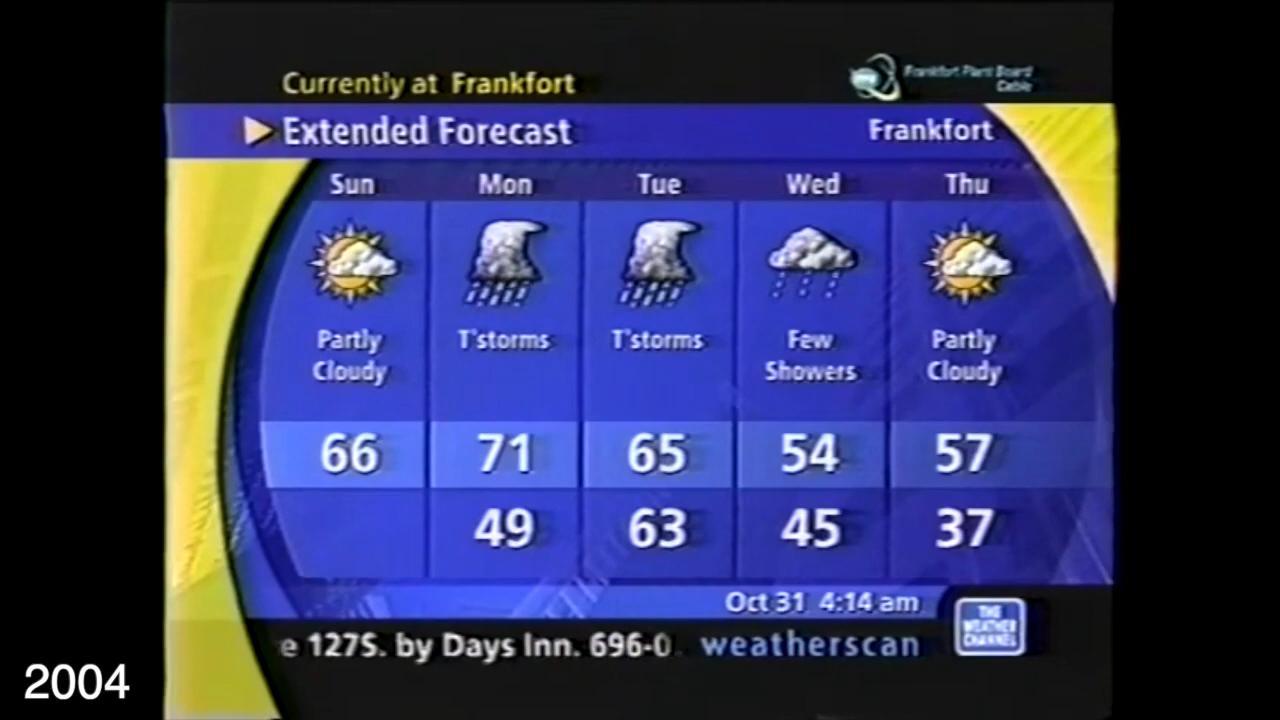 Currently at Frankfort
Frankfort Plant Board
Cable
Extended Forecast
Frankfort
Sun Mon Tue Wed Thu
Partly Cloudy
T'storms
T'storms
Few Showers
Partly Cloudy
66 71 65 54 57
49 63 45 37
Oct 31 4:14 am
THE
WEATHER
CHANNEL
e 127S. by Days Inn. 696-0
weatherscan
2004